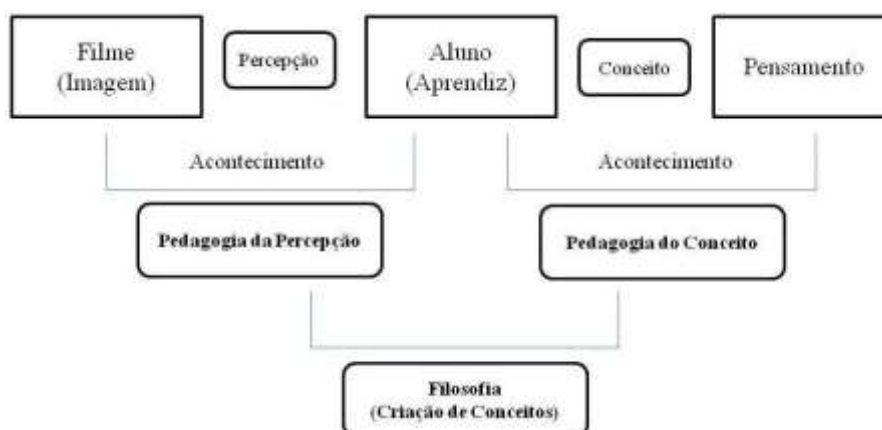 Filme
(Imagem)
Percepção
Aluno
(Aprendiz)
Conceito
Pensamento
Acontecimento
Acontecimento
Pedagogia da Percepção
Pedagogia do Conceito
Filosofia
(Criação de Conceitos)